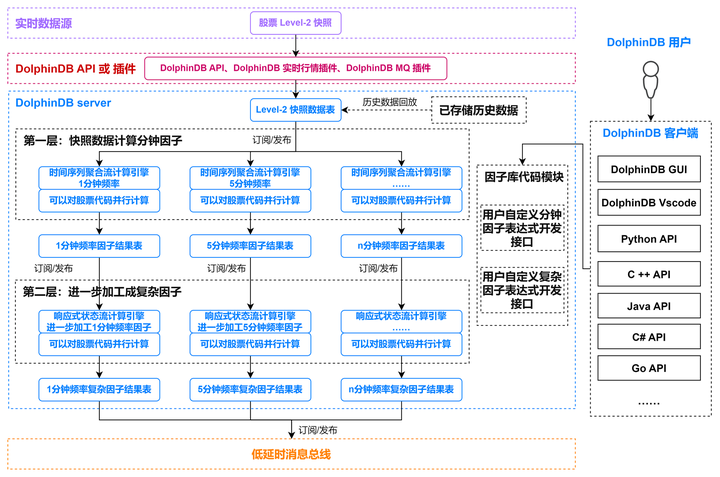 实时数据源
股票 Level-2 快照
DolphinDB API 或 插件
DolphinDB API、DolphinDB 实时行情插件、DolphinDB MQ 插件
DolphinDB server
Level-2 快照数据表
历史数据回放
已存储历史数据
订阅/发布
第一层：快照数据计算分钟因子
时间序列聚合流计算引擎
1分钟频率
可以对股票代码并行计算
时间序列聚合流计算引擎
5分钟频率
可以对股票代码并行计算
时间序列聚合流计算引擎
......
可以对股票代码并行计算
1分钟频率因子结果表
5分钟频率因子结果表
n分钟频率因子结果表
订阅/发布
订阅/发布
订阅/发布
第二层：进一步加工成复杂因子
响应式状态流计算引擎
进一步加工1分钟频率因子
可以对股票代码并行计算
响应式状态流计算引擎
进一步加工5分钟频率因子
可以对股票代码并行计算
响应式状态流计算引擎
......
可以对股票代码并行计算
1分钟频率复杂因子结果表
5分钟频率复杂因子结果表
n分钟频率复杂因子结果表
订阅/发布
低延时消息总线
因子库代码模块
用户自定义分钟
因子表达式开发
接口
用户自定义复杂
因子表达式开发
接口
DolphinDB 用户
DolphinDB 客户端
DolphinDB GUI
DolphinDB Vscode
Python API
C ++ API
Java API
C# API
Go API
......